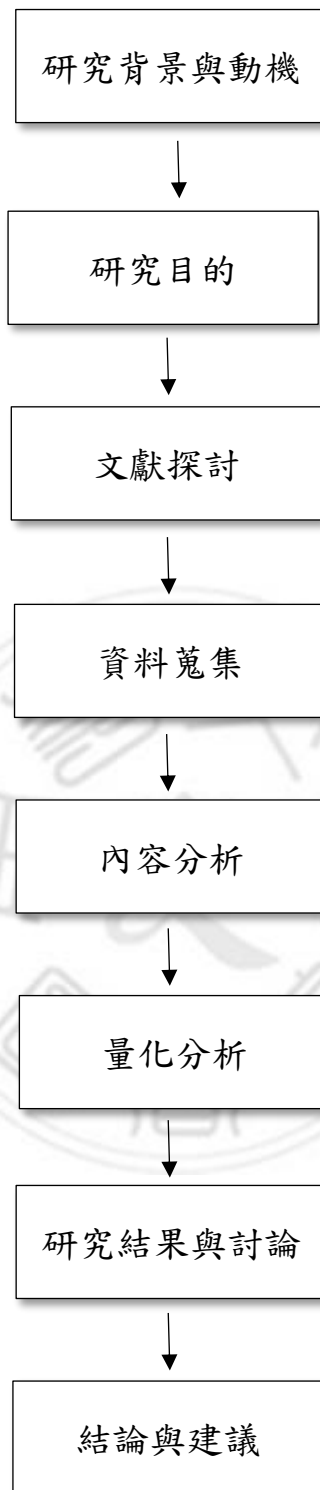 研究背景與動機
研究目的
文獻探討
資料蒐集
內容分析
量化分析
研究結果與討論
結論與建議